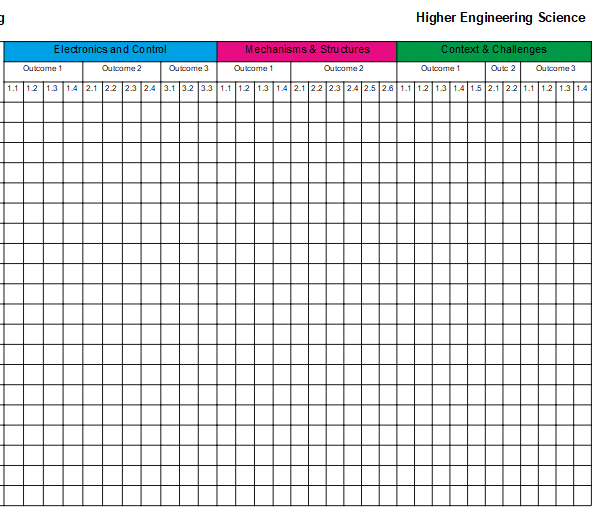 g
Higher Engineering Science
Electronics and Control Mechanisms & Structures Context & Challenges
Outcome 1 Outcome 2 Outcome 3 Outcome 1 Outcome 2 Outcome 1 Outc 2 Outcome 3
1.1 1.2 1.3 1.4 2.1 2.2 2.3 2.4 3.1 3.2 3.3 1.1 1.2 1.3 1.4 2.1 2.2 2.3 2.3 2.4 2.5 2.6 1.1 1.2 1.3 1.4 1.5 2.1 2.2 1.1 1.2 1.3 1.4